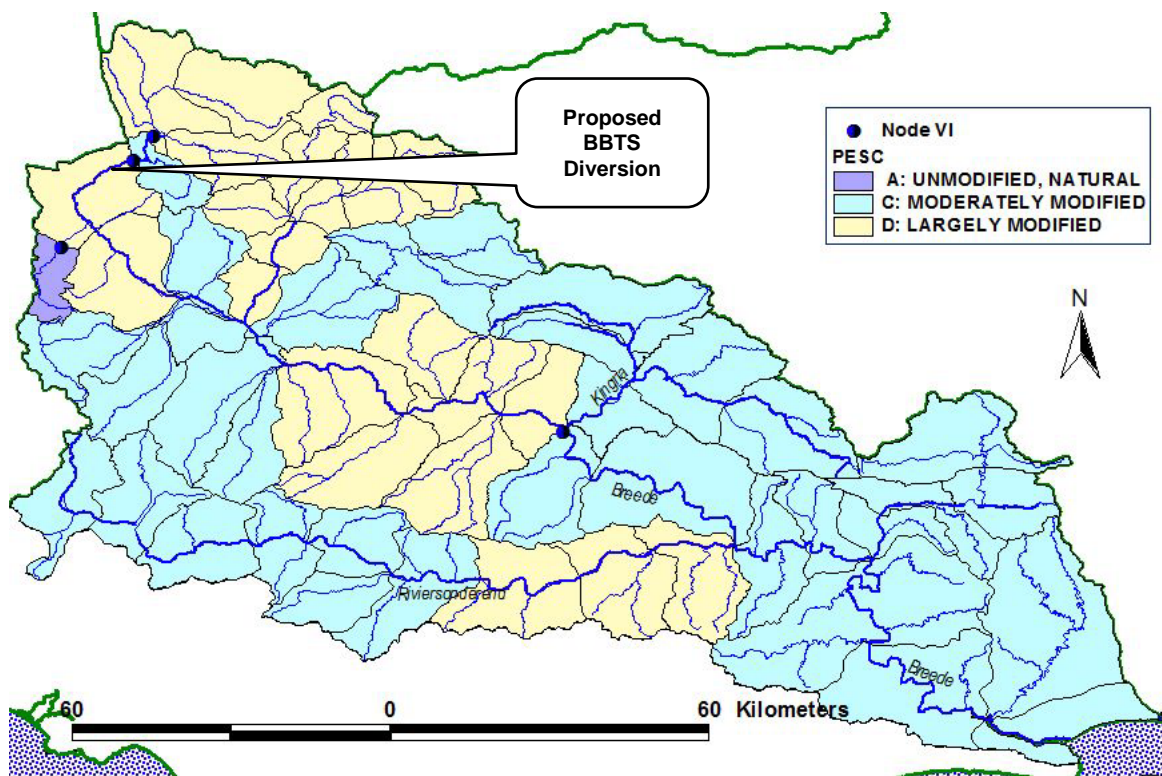 Proposed
BBTS
Diversion
Node VI
PESC
A: UNMODIFIED, NATURAL
C: MODERATELY MODIFIED
D: LARGELY MODIFIED
N
Kingna
Breede
Riviersonderend
Breede
60 0 60 Kilometers